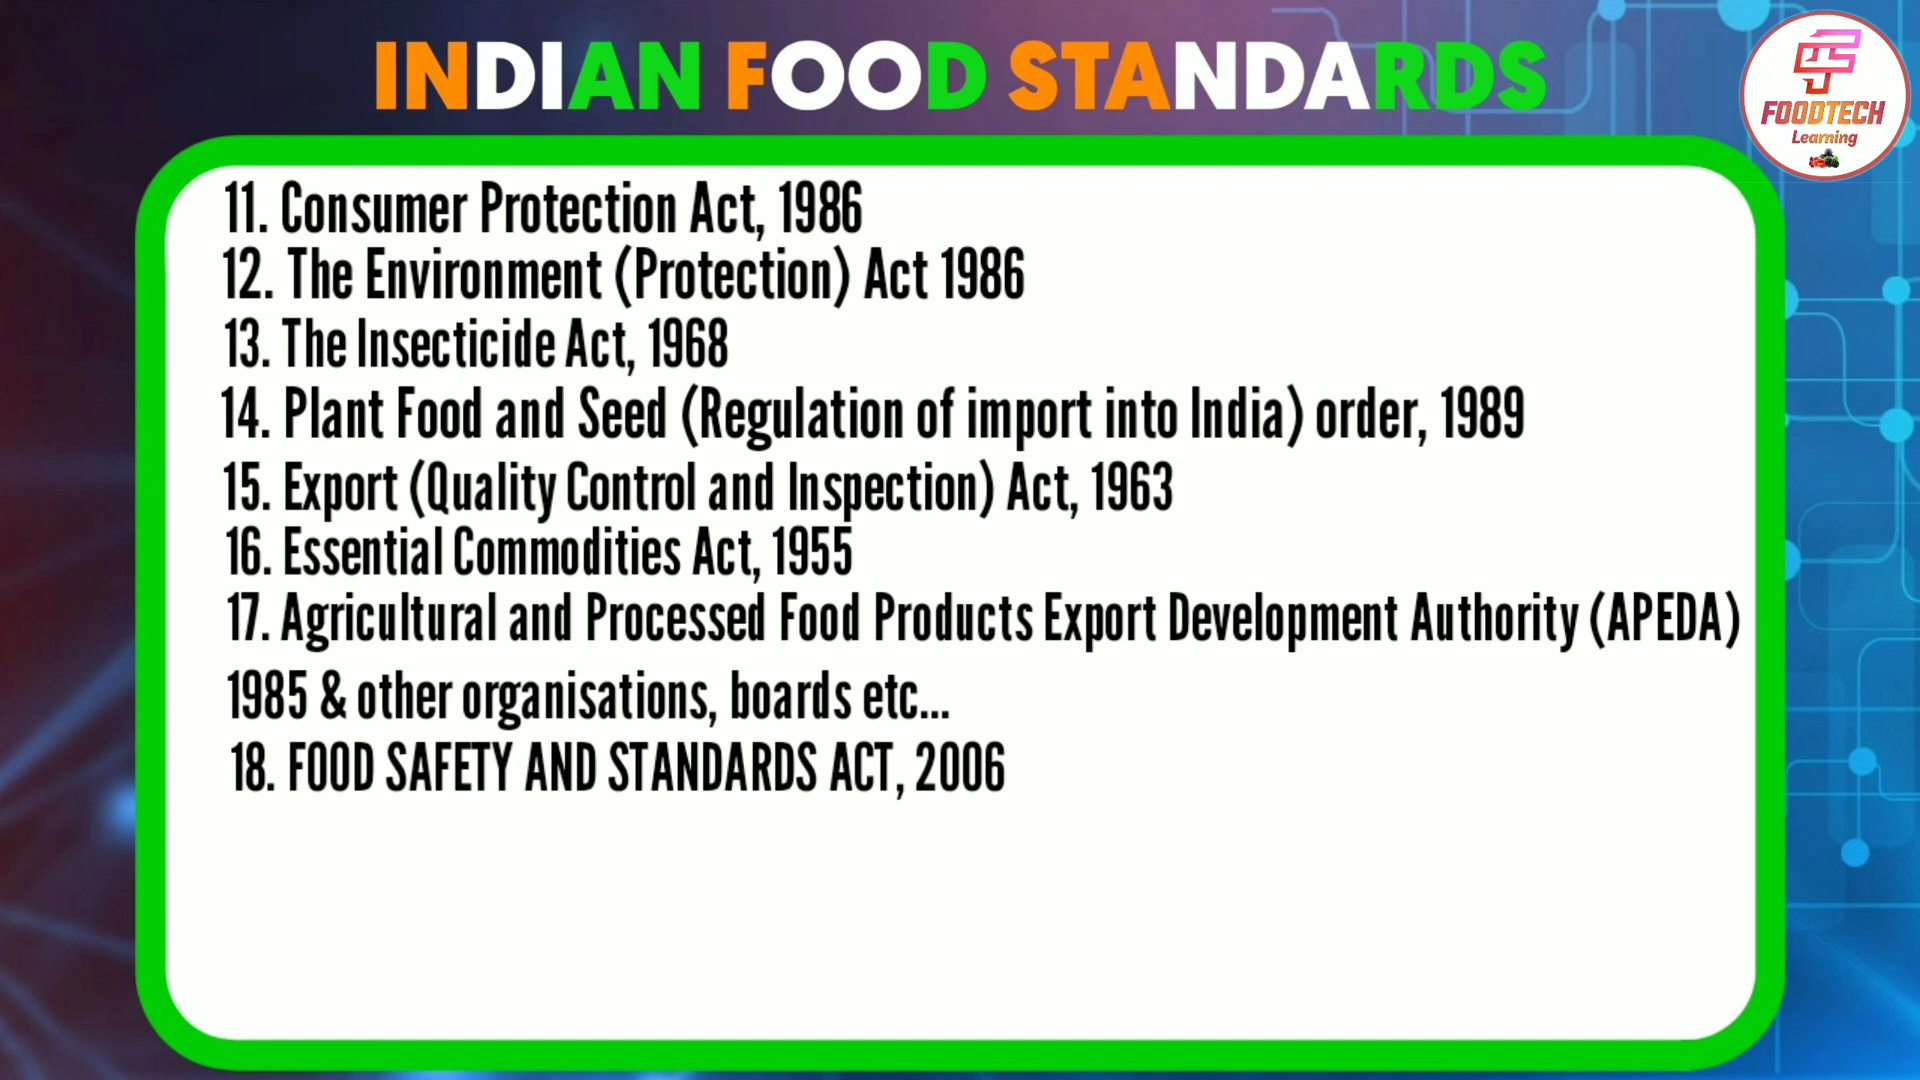 INDIAN FOOD STANDARDS
FOODTECH
Learning
11. Consumer Protection Act, 1986
12. The Environment (Protection) Act 1986
13. The Insecticide Act, 1968
14. Plant Food and Seed (Regulation of import into India) order, 1989
15. Export (Quality Control and Inspection) Act, 1963
16. Essential Commodities Act, 1955
17. Agricultural and Processed Food Products Export Development Authority (APEDA)
1985 & other organisations, boards etc...
18. FOOD SAFETY AND STANDARDS ACT, 2006